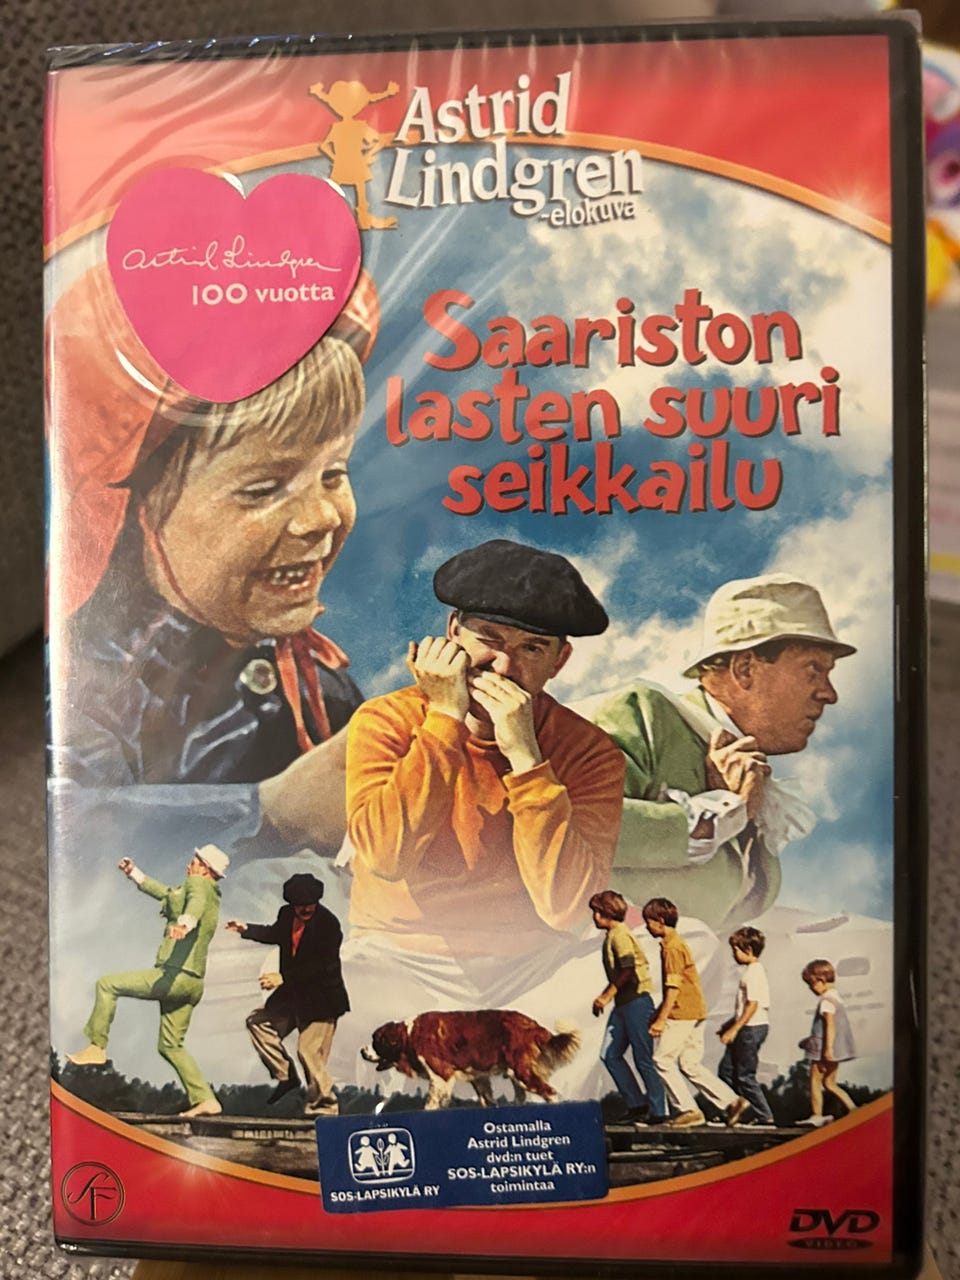 Astrid
Lindgren
-elokuva
Astrid Lindgren
100 vuotta
Saariston
lasten suuri
seikkailu
SOS-LAPSIKYLÄ RY
Ostamalla
Astrid Lindgren
dvd:n tuet
SOS-LAPSIKYLÄ RY:n
toimintaa
SF
DVD
VIDEO